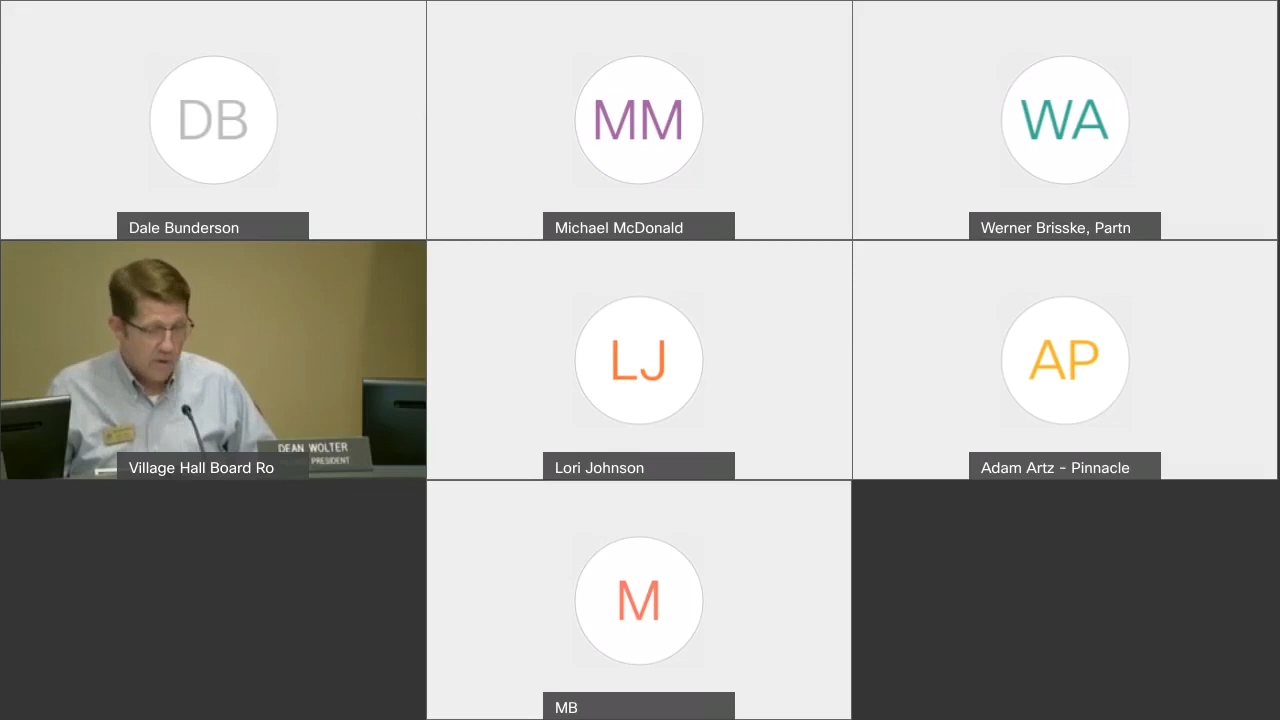 DB
MM
WA
Dale Bunderson
Michael McDonald
Werner Brisske, Partn
DEAN WOLTER
PRESIDENT
LJ
AP
Village Hall Board Ro
Lori Johnson
Adam Artz - Pinnacle
M
MB